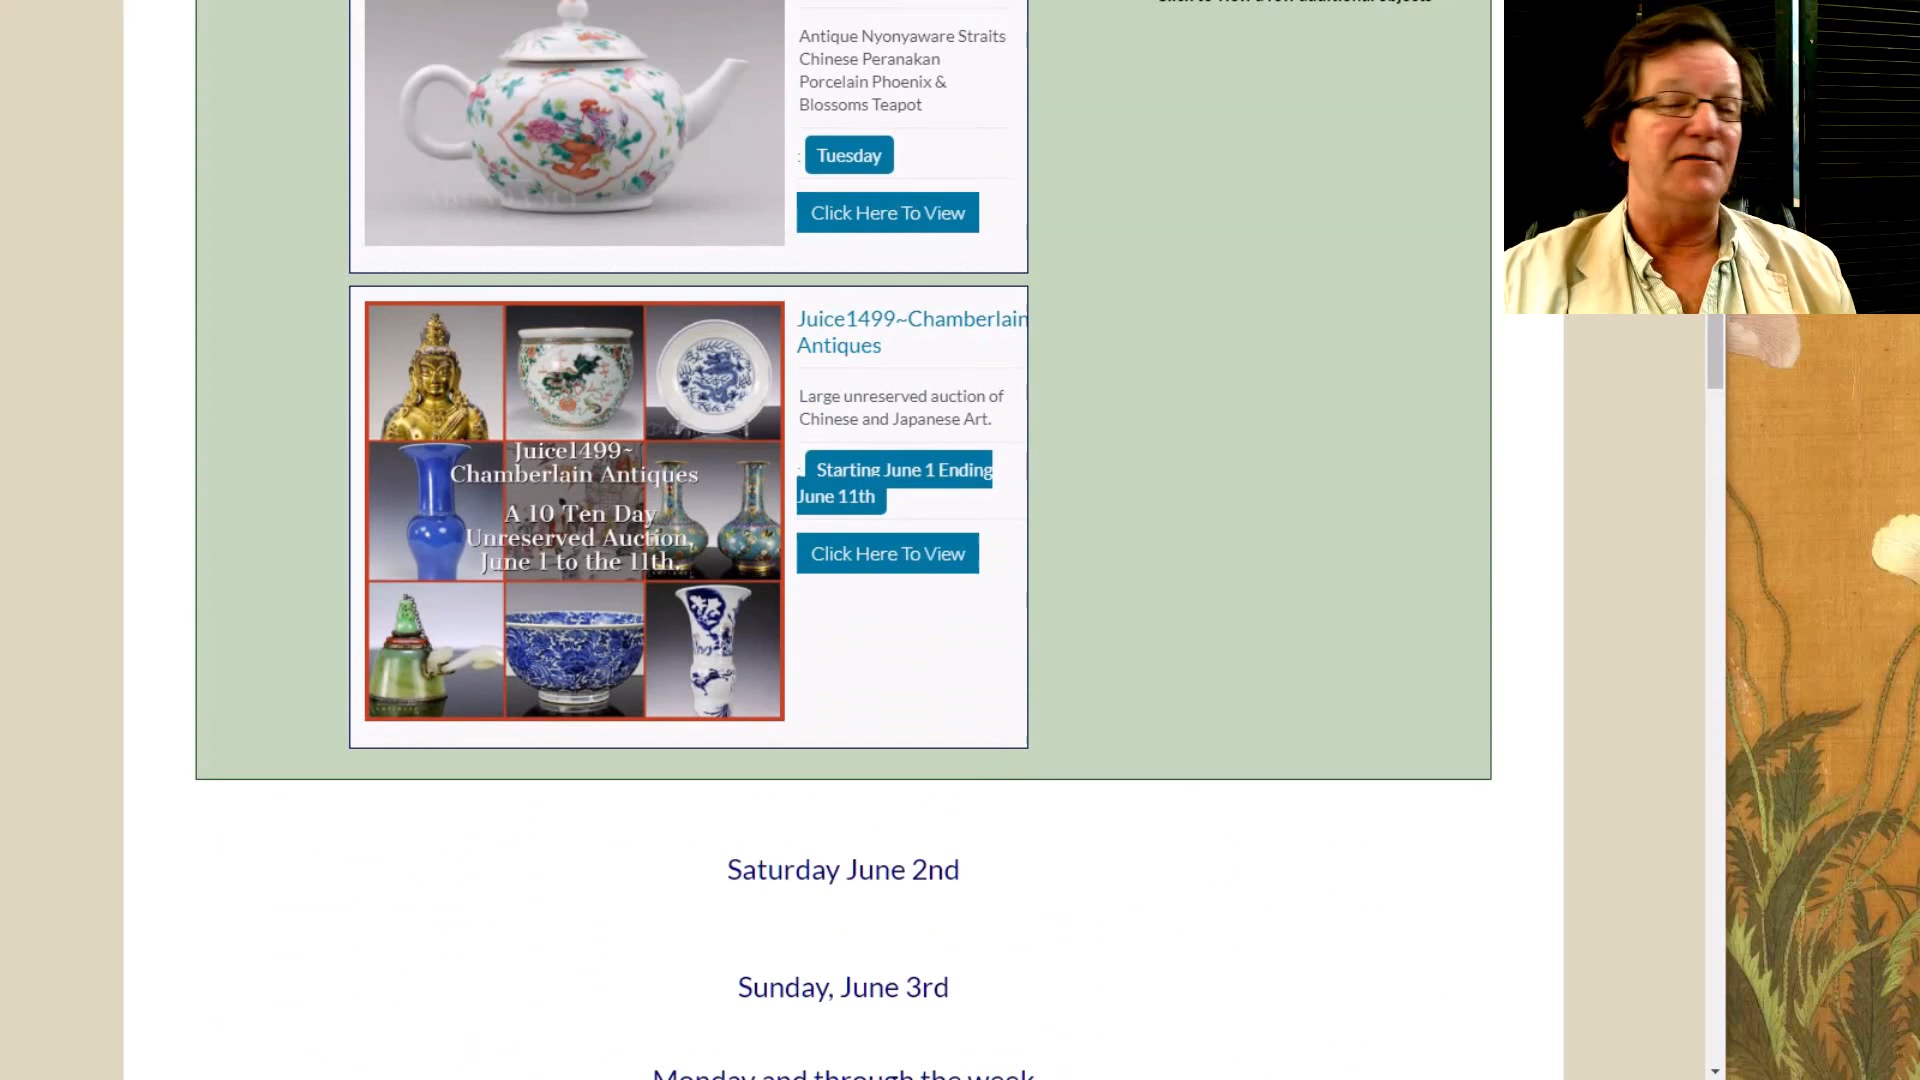 Antique Nyonyaware Straits
Chinese Peranakan
Porcelain Phoenix &
Blossoms Teapot
: Tuesday
Click Here To View
Juice1499~Chamberlain
Antiques
Large unreserved auction of
Chinese and Japanese Art.
: Starting June 1 Ending
June 11th
Click Here To View
Juice1499~
Chamberlain Antiques
A 10 Ten Day
Unreserved Auction,
June 1 to the 11th.
Saturday June 2nd
Sunday, June 3rd
Monday and through the week